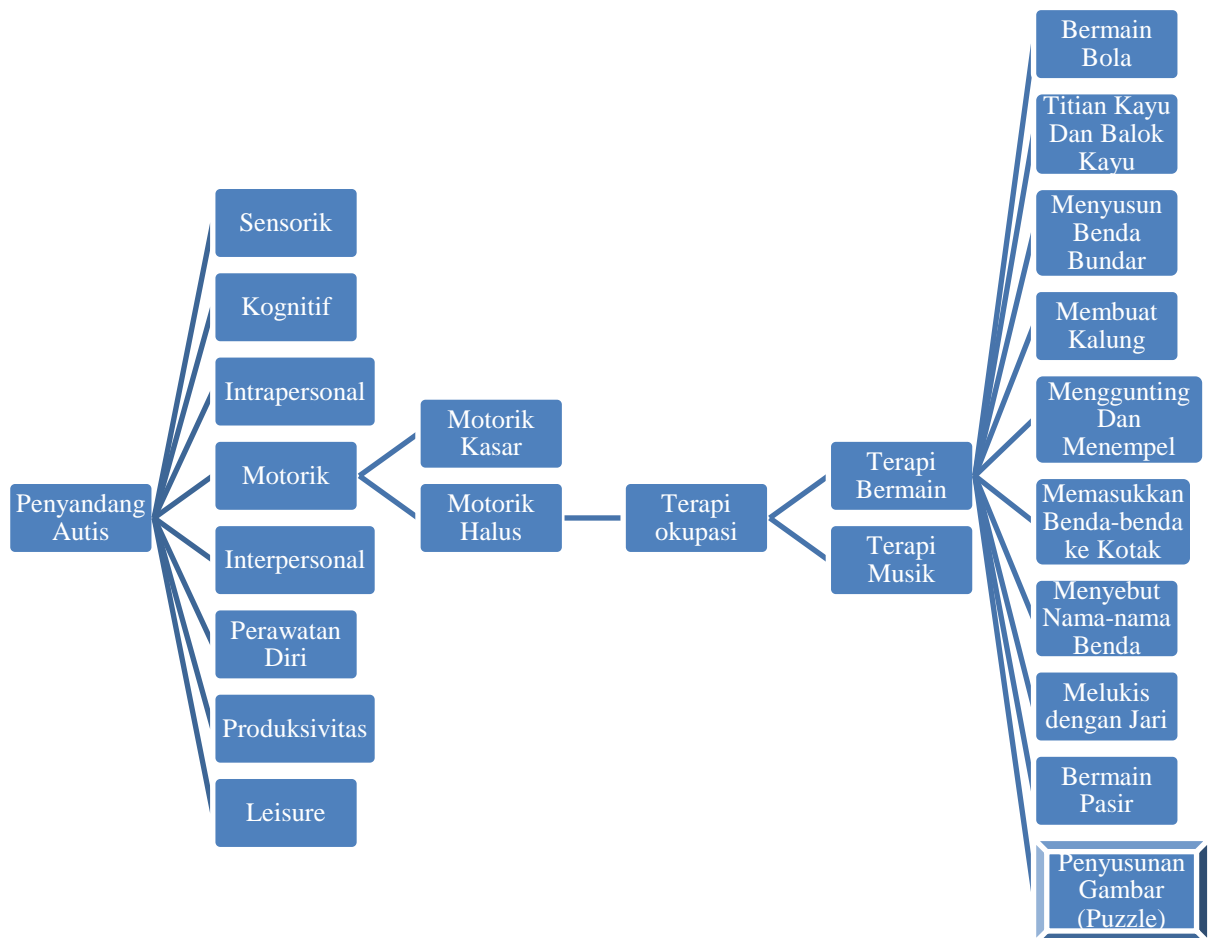 Penyandang
Autis
Sensorik
Kognitif
Intrapersonal
Motorik
Interpersonal
Perawatan
Diri
Produksivitas
Leisure
Motorik
Kasar
Motorik
Halus
Terapi
okupasi
Terapi
Bermain
Terapi
Musik
Bermain
Bola
Titian Kayu
Dan Balok
Kayu
Menyusun
Benda
Bundar
Membuat
Kalung
Menggunting
Dan
Menempel
Memasukkan
Benda-benda
ke Kotak
Menyebut
Nama-nama
Benda
Melukis
dengan Jari
Bermain
Pasir
Penyusunan
Gambar
(Puzzle)